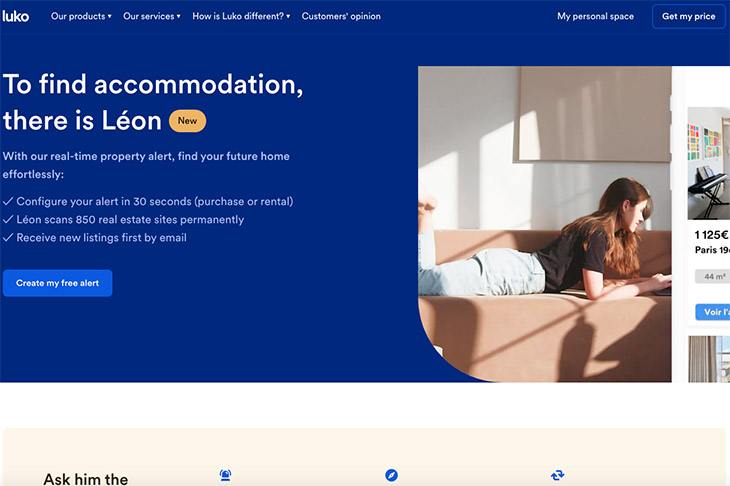 luko
Our products ▾
Our services ▾
How is Luko different? ▾
Customers' opinion
My personal space
Get my price
To find accommodation,
there is Léon
New
With our real-time property alert, find your future home
effortlessly:
✓ Configure your alert in 30 seconds (purchase or rental)
✓ Léon scans 850 real estate sites permanently
✓ Receive new listings first by email
Create my free alert
1 125€
Paris 19e
44 m²
Voir l'a
Ask him the